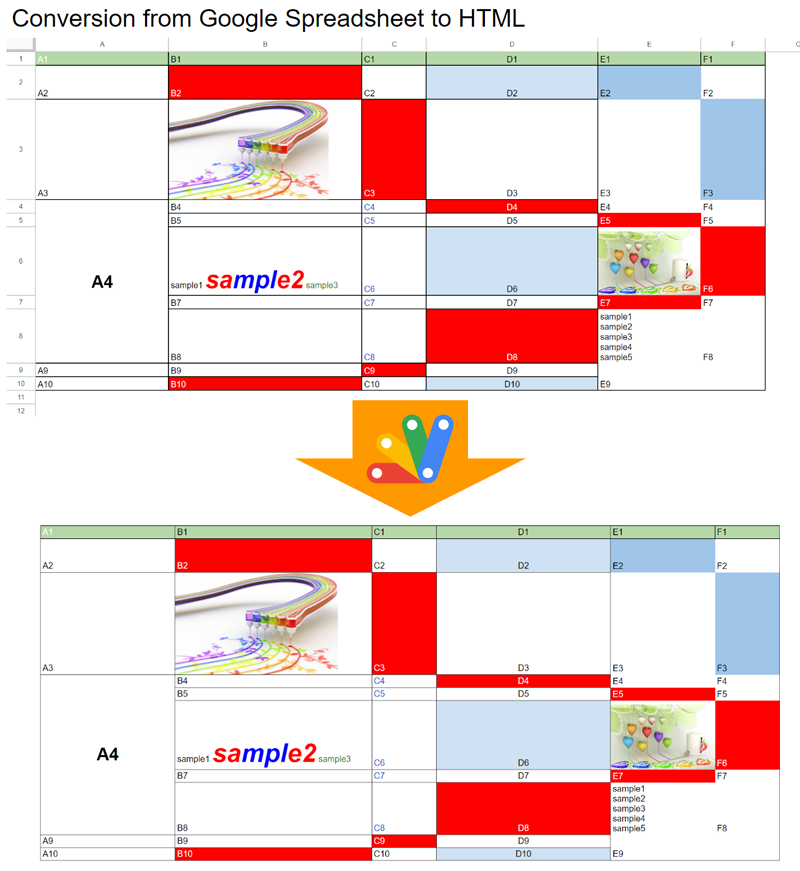 Conversion from Google Spreadsheet to HTML
A B C D E F G
1 A1 B1 C1 D1 E1 F1
2 A2 B2 C2 D2 E2 F2
3 A3 C3 D3 E3 F3
4 B4 C4 D4 E4 F4
5 B5 C5 D5 E5 F5
6 A4 sample1 sample2 sample3 C6 D6 F6
7 B7 C7 D7 E7 F7
sample1
sample2
8 sample3
sample4
B8 C8 D8 sample5 F8
9 A9 B9 C9 D9
10 A10 B10 C10 D10 E9
11
12
A1 B1 C1 D1 E1 F1
A2 B2 C2 D2 E2 F2
A3 C3 D3 E3 F3
B4 C4 D4 E4 F4
B5 C5 D5 E5 F5
A4 sample1 sample2 sample3 C6 D6 F6
B7 C7 D7 E7 F7
sample1
sample2
sample3
sample4
B8 C8 D8 sample5 F8
A9 B9 C9 D9
A10 B10 C10 D10 E9